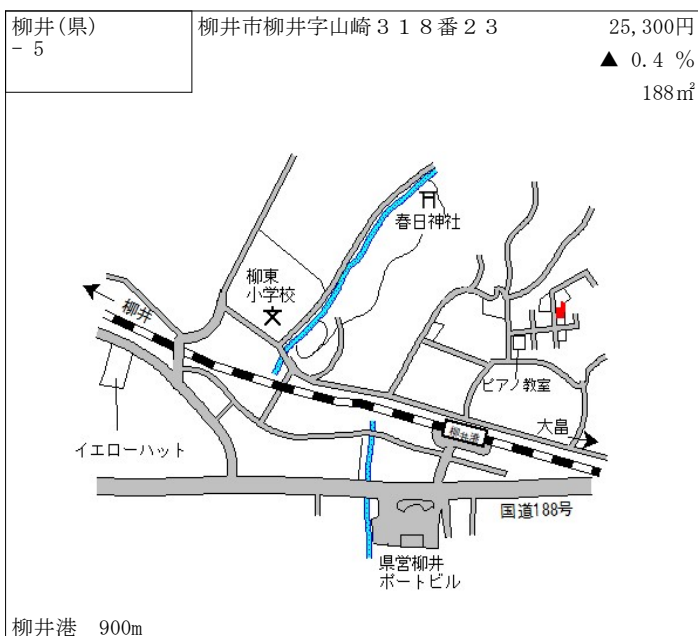 柳井(県)
- 5
柳井市柳井字山崎３１８番２３
25,300円
▲ 0.4 %
188㎡
春日神社
柳東
小学校
柳井
ピアノ教室
大畠
柳井港
イエローハット
国道188号
県営柳井
ポートビル
柳井港 900m